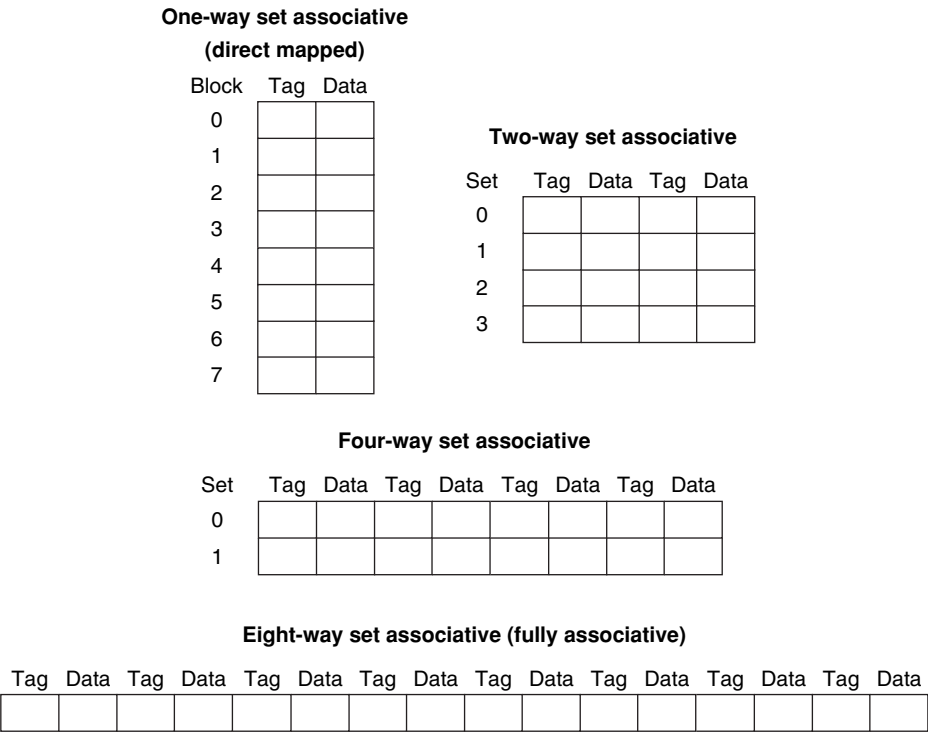 One-way set associative
(direct mapped)
Block Tag Data
0
1
2
3
4
5
6
7
Two-way set associative
Set Tag Data Tag Data
0
1
2
3
Four-way set associative
Set Tag Data Tag Data Tag Data Tag Data
0
1
Eight-way set associative (fully associative)
Tag Data Tag Data Tag Data Tag Data Tag Data Tag Data Tag Data Tag Data